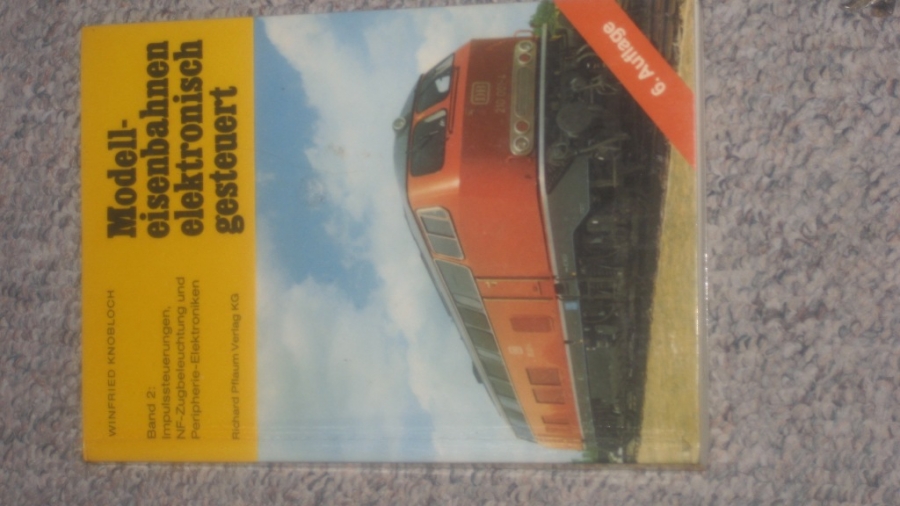 WINFRIED KNOBLOCH
Modell-
eisenbahnen
elektronisch
gesteuert
Band 2:
Impulssteuerungen,
NF-Zugbeleuchtung und
Peripherie-Elektroniken
Richard Pflaum Verlag KG
6. Auflage